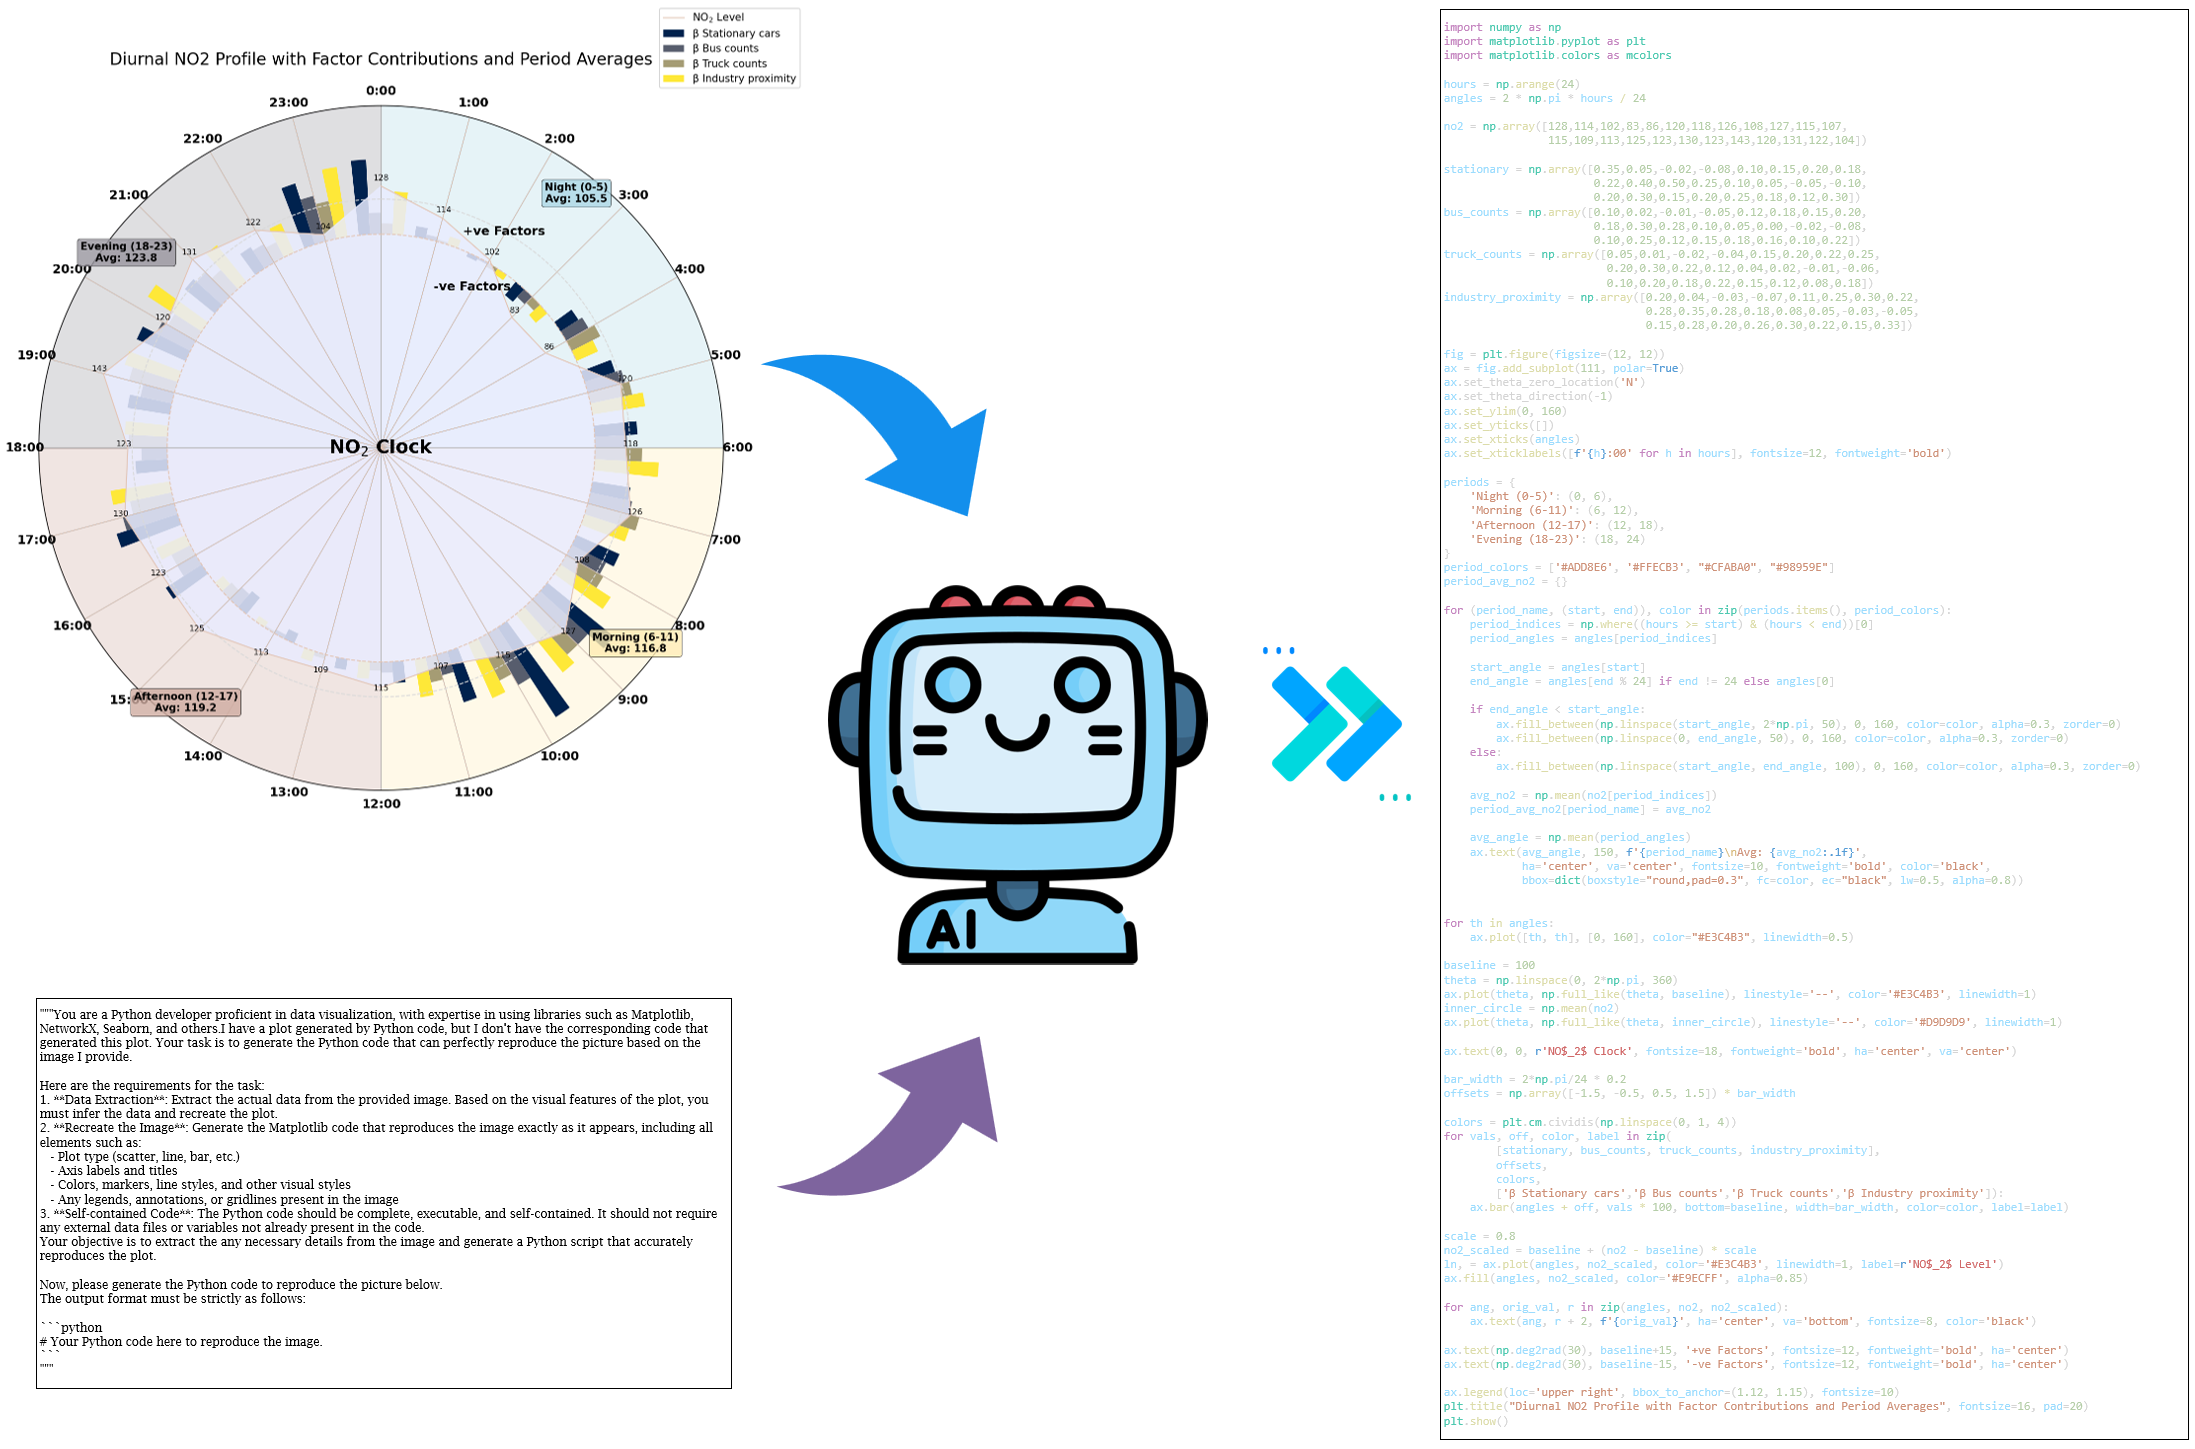 NO₂ Level
β Stationary cars
β Bus counts
β Truck counts
β Industry proximity
Diurnal NO2 Profile with Factor Contributions and Period Averages
0:00
1:00
2:00
3:00
4:00
5:00
6:00
7:00
8:00
9:00
10:00
11:00
12:00
13:00
14:00
15:00
16:00
17:00
18:00
19:00
20:00
21:00
22:00
23:00
Night (0-5)
Avg: 105.5
Morning (6-11)
Avg: 116.8
Afternoon (12-17)
Avg: 119.2
Evening (18-23)
Avg: 123.8
+ve Factors
-ve Factors
NO₂ Clock
128
114
102
83
86
120
118
126
108
127
115
107
115
109
113
125
123
130
123
143
120
131
122
104
AI
"""You are a Python developer proficient in data visualization, with expertise in using libraries such as Matplotlib,
NetworkX, Seaborn, and others.I have a plot generated by Python code, but I don't have the corresponding code that
generated this plot. Your task is to generate the Python code that can perfectly reproduce the picture based on the
image I provide.
Here are the requirements for the task:
1. **Data Extraction**: Extract the actual data from the provided image. Based on the visual features of the plot, you
must infer the data and recreate the plot.
2. **Recreate the Image**: Generate the Matplotlib code that reproduces the image exactly as it appears, including all
elements such as:
- Plot type (scatter, line, bar, etc.)
- Axis labels and titles
- Colors, markers, line styles, and other visual styles
- Any legends, annotations, or gridlines present in the image
3. **Self-contained Code**: The Python code should be complete, executable, and self-contained. It should not require
any external data files or variables not already present in the code.
Your objective is to extract the any necessary details from the image and generate a Python script that accurately
reproduces the plot.
Now, please generate the Python code to reproduce the picture below.
The output format must be strictly as follows:
```python
# Your Python code here to reproduce the image.
```
"""
import numpy as np
import matplotlib.pyplot as plt
import matplotlib.colors as mcolors
hours = np.arange(24)
angles = 2 * np.pi * hours / 24
no2 = np.array([128,114,102,83,86,120,118,126,108,127,115,107,
115,109,113,125,123,130,123,143,120,131,122,104])
stationary = np.array([0.35,0.05,-0.02,-0.08,0.10,0.15,0.20,0.18,
0.22,0.40,0.50,0.25,0.10,0.05,-0.05,-0.10,
0.20,0.30,0.15,0.20,0.25,0.18,0.12,0.30])
bus_counts = np.array([0.10,0.02,-0.01,-0.05,0.12,0.18,0.15,0.20,
0.18,0.30,0.28,0.10,0.05,0.00,-0.02,-0.08,
0.10,0.25,0.12,0.15,0.18,0.16,0.10,0.22])
truck_counts = np.array([0.05,0.01,-0.02,-0.04,0.15,0.20,0.22,0.25,
0.20,0.30,0.22,0.12,0.04,0.02,-0.01,-0.06,
0.10,0.20,0.18,0.22,0.15,0.12,0.08,0.18])
industry_proximity = np.array([0.20,0.04,-0.03,-0.07,0.11,0.25,0.30,0.22,
0.28,0.35,0.28,0.18,0.08,0.05,-0.03,-0.05,
0.15,0.28,0.20,0.26,0.30,0.22,0.15,0.33])
fig = plt.figure(figsize=(12, 12))
ax = fig.add_subplot(111, polar=True)
ax.set_theta_zero_location('N')
ax.set_theta_direction(-1)
ax.set_ylim(0, 160)
ax.set_yticks([])
ax.set_xticks(angles)
ax.set_xticklabels([f'{h}:00' for h in hours], fontsize=12, fontweight='bold')
periods = {
'Night (0-5)': (0, 6),
'Morning (6-11)': (6, 12),
'Afternoon (12-17)': (12, 18),
'Evening (18-23)': (18, 24)
}
period_colors = ['#ADD8E6', '#FFECB3', "#CFABA0", "#98959E"]
period_avg_no2 = {}
for (period_name, (start, end)), color in zip(periods.items(), period_colors):
period_indices = np.where((hours >= start) & (hours < end))[0]
period_angles = angles[period_indices]
start_angle = angles[start]
end_angle = angles[end % 24] if end != 24 else angles[0]
if end_angle < start_angle:
ax.fill_between(np.linspace(start_angle, 2*np.pi, 50), 0, 160, color=color, alpha=0.3, zorder=0)
ax.fill_between(np.linspace(0, end_angle, 50), 0, 160, color=color, alpha=0.3, zorder=0)
else:
ax.fill_between(np.linspace(start_angle, end_angle, 100), 0, 160, color=color, alpha=0.3, zorder=0)
avg_no2 = np.mean(no2[period_indices])
period_avg_no2[period_name] = avg_no2
avg_angle = np.mean(period_angles)
ax.text(avg_angle, 150, f'{period_name}\nAvg: {avg_no2:.1f}',
ha='center', va='center', fontsize=10, fontweight='bold', color='black',
bbox=dict(boxstyle="round,pad=0.3", fc=color, ec="black", lw=0.5, alpha=0.8))
for th in angles:
ax.plot([th, th], [0, 160], color="#E3C4B3", linewidth=0.5)
baseline = 100
theta = np.linspace(0, 2*np.pi, 360)
ax.plot(theta, np.full_like(theta, baseline), linestyle='--', color='#E3C4B3', linewidth=1)
inner_circle = np.mean(no2)
ax.plot(theta, np.full_like(theta, inner_circle), linestyle='--', color='#D9D9D9', linewidth=1)
ax.text(0, 0, r'NO$_2$ Clock', fontsize=18, fontweight='bold', ha='center', va='center')
bar_width = 2*np.pi/24 * 0.2
offsets = np.array([-1.5, -0.5, 0.5, 1.5]) * bar_width
colors = plt.cm.cividis(np.linspace(0, 1, 4))
for vals, off, color, label in zip(
[stationary, bus_counts, truck_counts, industry_proximity],
offsets,
colors,
['β Stationary cars','β Bus counts','β Truck counts','β Industry proximity']):
ax.bar(angles + off, vals * 100, bottom=baseline, width=bar_width, color=color, label=label)
scale = 0.8
no2_scaled = baseline + (no2 - baseline) * scale
ln, = ax.plot(angles, no2_scaled, color='#E3C4B3', linewidth=1, label=r'NO$_2$ Level')
ax.fill(angles, no2_scaled, color='#E9ECFF', alpha=0.85)
for ang, orig_val, r in zip(angles, no2, no2_scaled):
ax.text(ang, r + 2, f'{orig_val}', ha='center', va='bottom', fontsize=8, color='black')
ax.text(np.deg2rad(30), baseline+15, '+ve Factors', fontsize=12, fontweight='bold', ha='center')
ax.text(np.deg2rad(30), baseline-15, '-ve Factors', fontsize=12, fontweight='bold', ha='center')
ax.legend(loc='upper right', bbox_to_anchor=(1.12, 1.15), fontsize=10)
plt.title("Diurnal NO2 Profile with Factor Contributions and Period Averages", fontsize=16, pad=20)
plt.show()